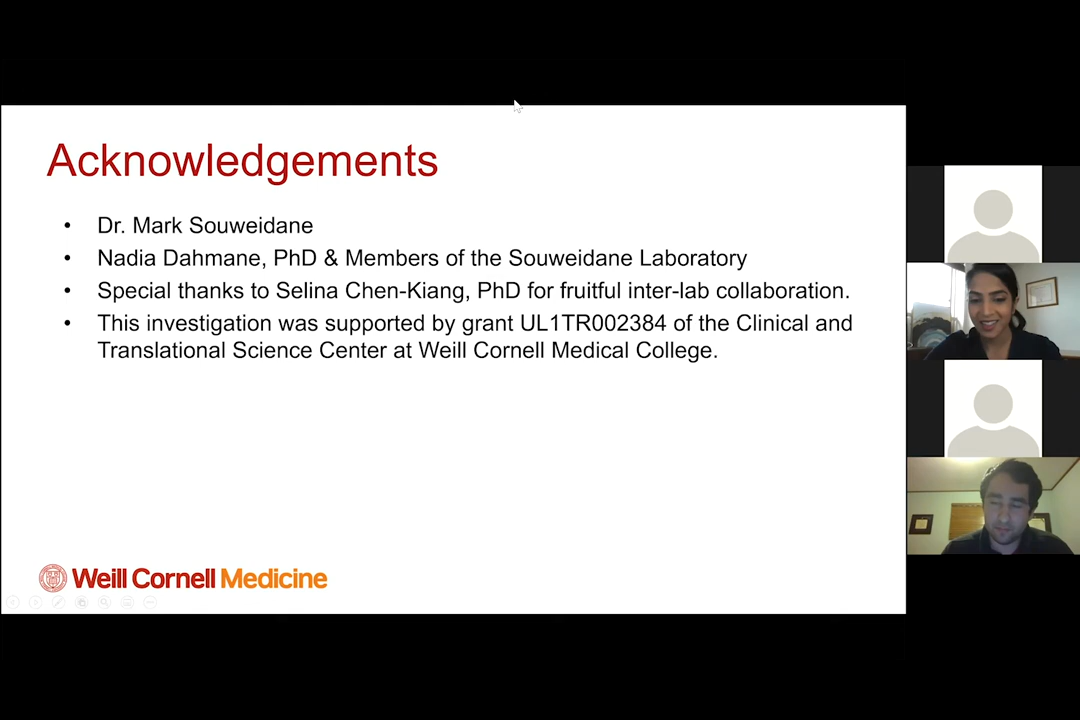 Acknowledgements
• Dr. Mark Souweidane
• Nadia Dahmane, PhD & Members of the Souweidane Laboratory
• Special thanks to Selina Chen-Kiang, PhD for fruitful inter-lab collaboration.
• This investigation was supported by grant UL1TR002384 of the Clinical and
Translational Science Center at Weill Cornell Medical College.
Weill Cornell Medicine